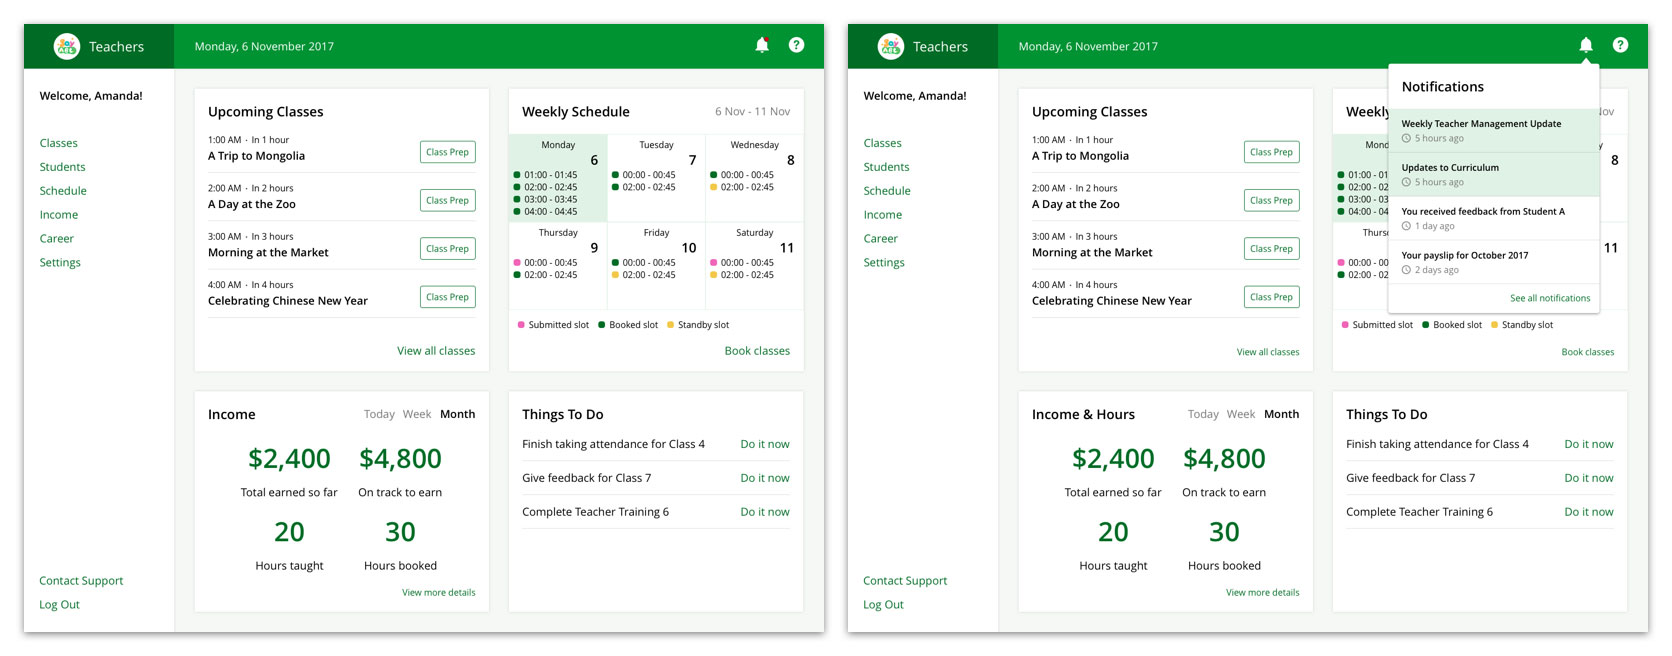 Teachers
Monday, 6 November 2017
?
Welcome, Amanda!
Classes
Students
Schedule
Income
Career
Settings
Contact Support
Log Out
Upcoming Classes
1:00 AM · In 1 hour
A Trip to Mongolia
Class Prep
2:00 AM · In 2 hours
A Day at the Zoo
Class Prep
3:00 AM · In 3 hours
Morning at the Market
Class Prep
4:00 AM · In 4 hours
Celebrating Chinese New Year
Class Prep
View all classes
Weekly Schedule
6 Nov - 11 Nov
Monday
6
01:00 - 01:45
02:00 - 02:45
03:00 - 03:45
04:00 - 04:45
Tuesday
7
00:00 - 00:45
02:00 - 02:45
Wednesday
8
00:00 - 00:45
02:00 - 02:45
Thursday
9
00:00 - 00:45
02:00 - 02:45
Friday
10
00:00 - 00:45
02:00 - 02:45
Saturday
11
00:00 - 00:45
02:00 - 02:45
Submitted slot Booked slot Standby slot
Book classes
Income
Today Week Month
$2,400
Total earned so far
$4,800
On track to earn
20
Hours taught
30
Hours booked
View more details
Things To Do
Finish taking attendance for Class 4 Do it now
Give feedback for Class 7 Do it now
Complete Teacher Training 6 Do it now
Teachers
Monday, 6 November 2017
?
Welcome, Amanda!
Classes
Students
Schedule
Income
Career
Settings
Contact Support
Log Out
Upcoming Classes
1:00 AM · In 1 hour
A Trip to Mongolia
Class Prep
2:00 AM · In 2 hours
A Day at the Zoo
Class Prep
3:00 AM · In 3 hours
Morning at the Market
Class Prep
4:00 AM · In 4 hours
Celebrating Chinese New Year
Class Prep
View all classes
Notifications
Weekly Teacher Management Update
5 hours ago
Updates to Curriculum
5 hours ago
You received feedback from Student A
1 day ago
Your payslip for October 2017
2 days ago
See all notifications
Weekly
Nov
Mond
01:00 - 01
02:00 - 02
03:00 - 03
04:00 - 04
y
8
Thurs
00:00 - 00
02:00 - 02
11
Submitted slot Booked slot Standby slot
Book classes
Income & Hours
Today Week Month
$2,400
Total earned so far
$4,800
On track to earn
20
Hours taught
30
Hours booked
View more details
Things To Do
Finish taking attendance for Class 4 Do it now
Give feedback for Class 7 Do it now
Complete Teacher Training 6 Do it now